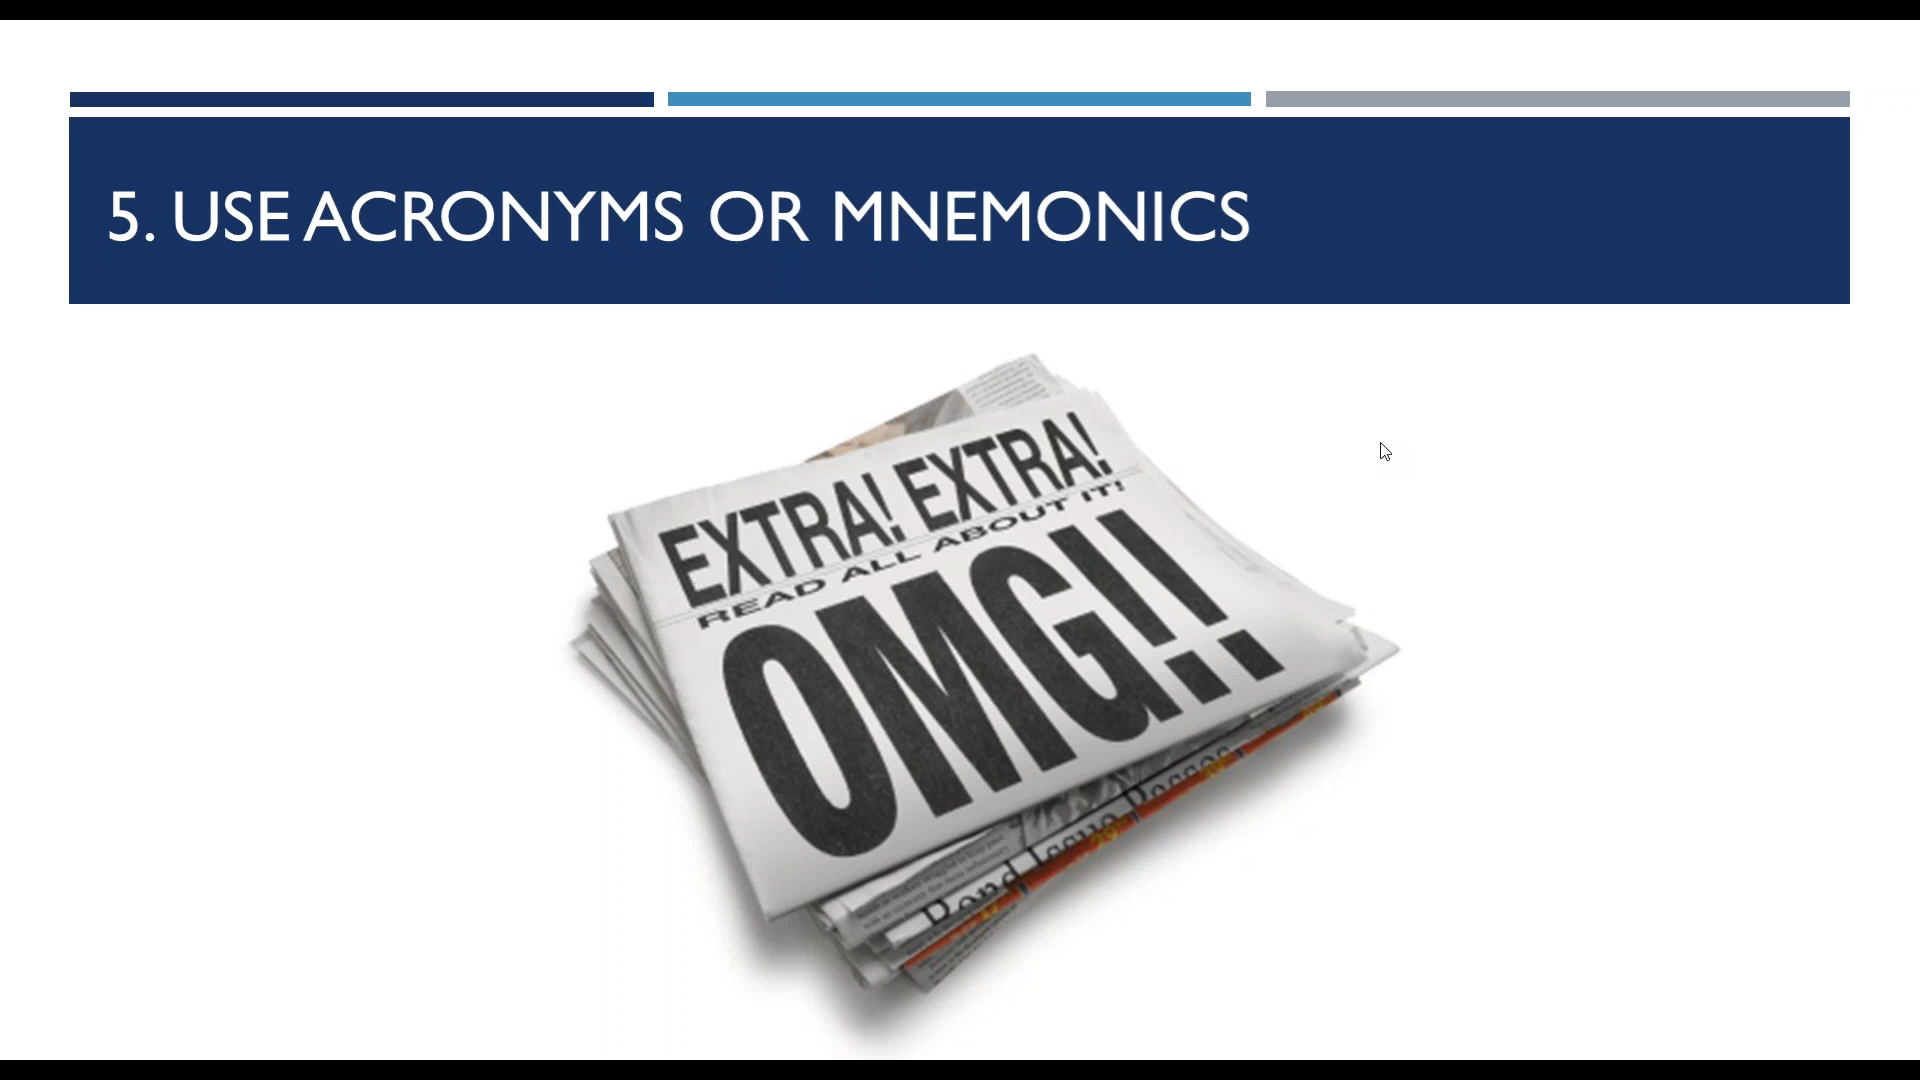 5. USE ACRONYMS OR MNEMONICS
EXTRA! EXTRA!
READ ALL ABOUT IT!
OMG!!